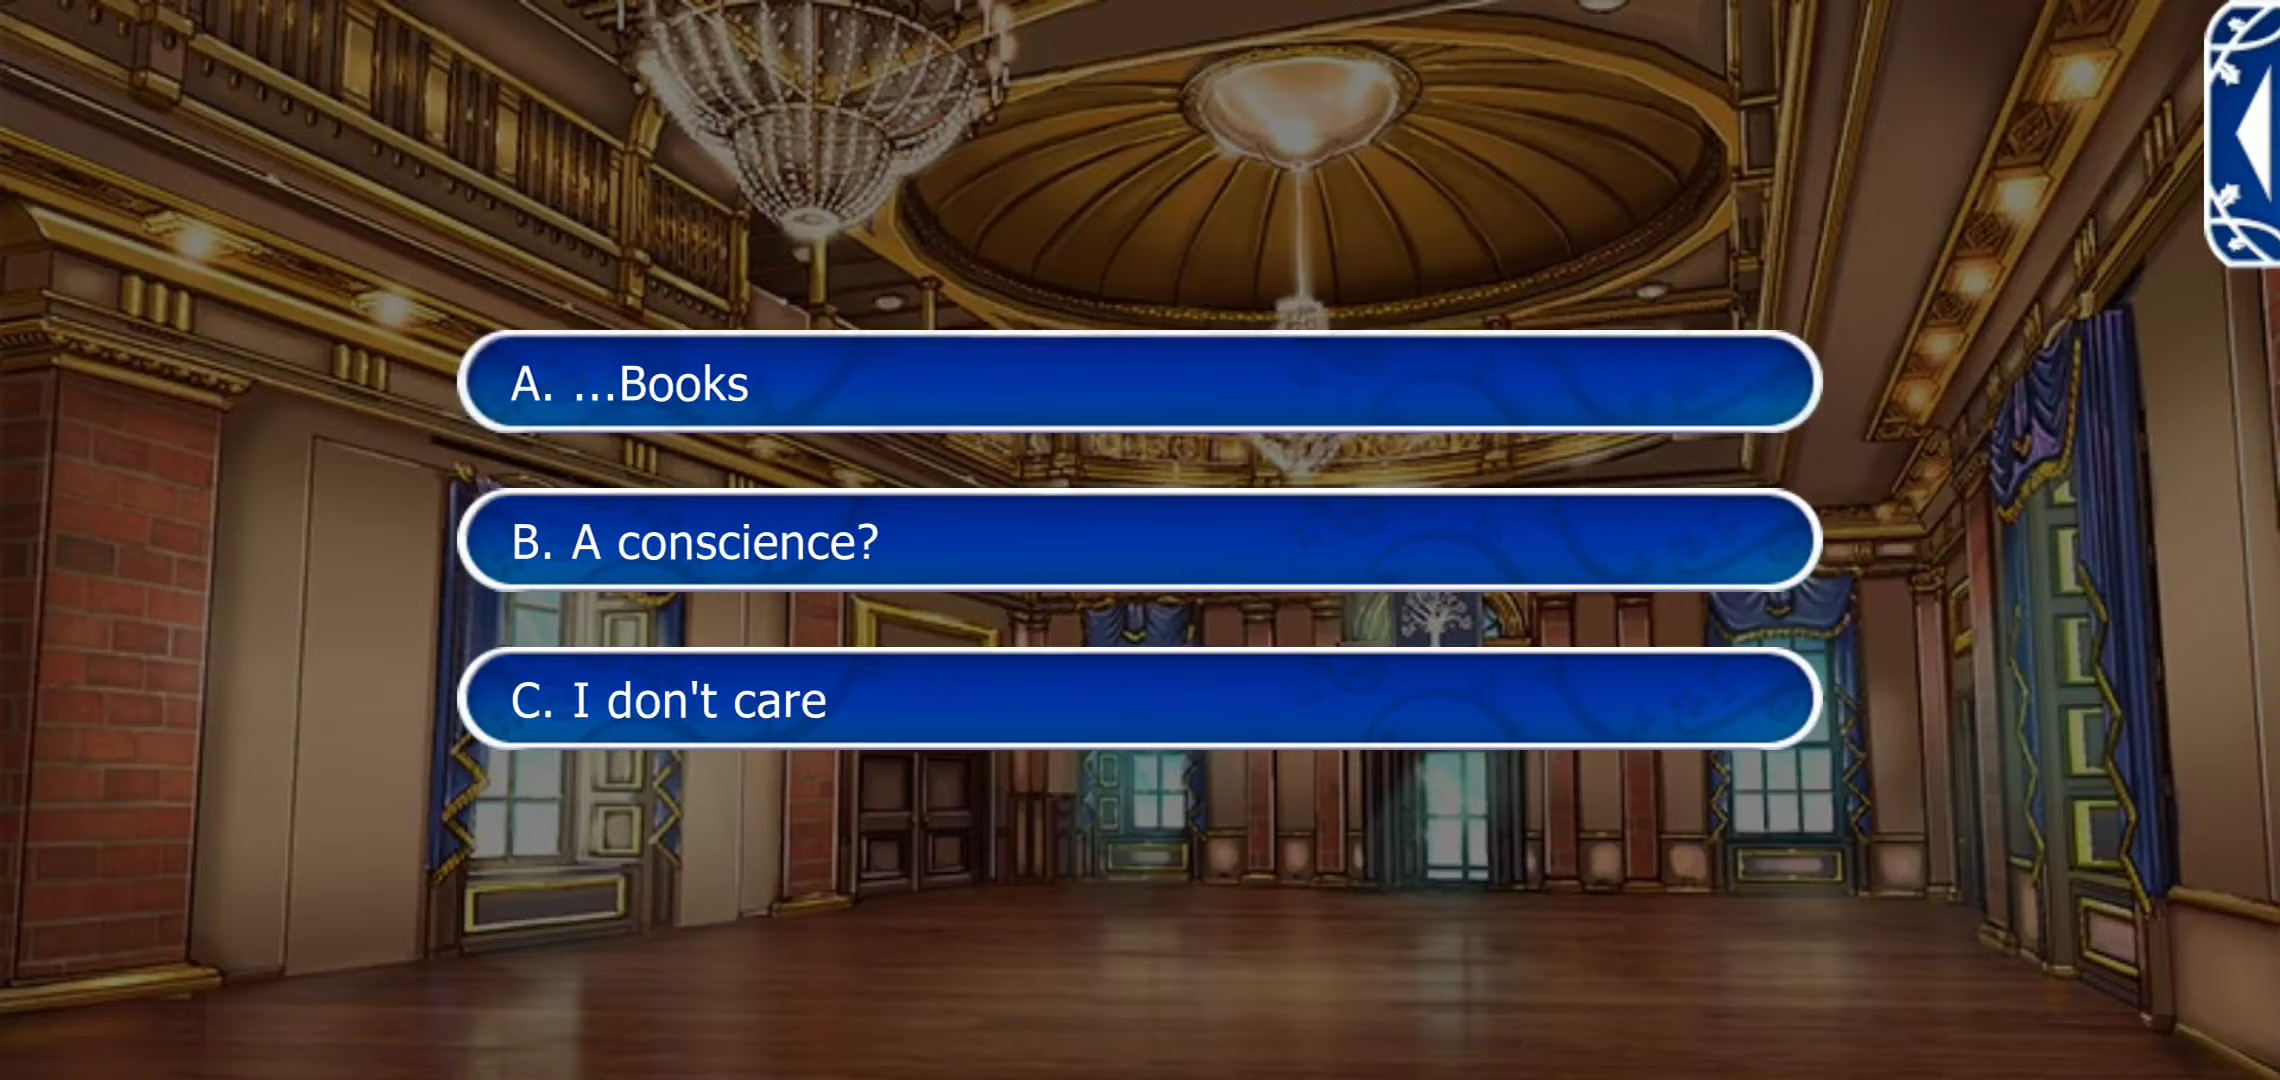 A. ...Books
B. A conscience?
C. I don't care